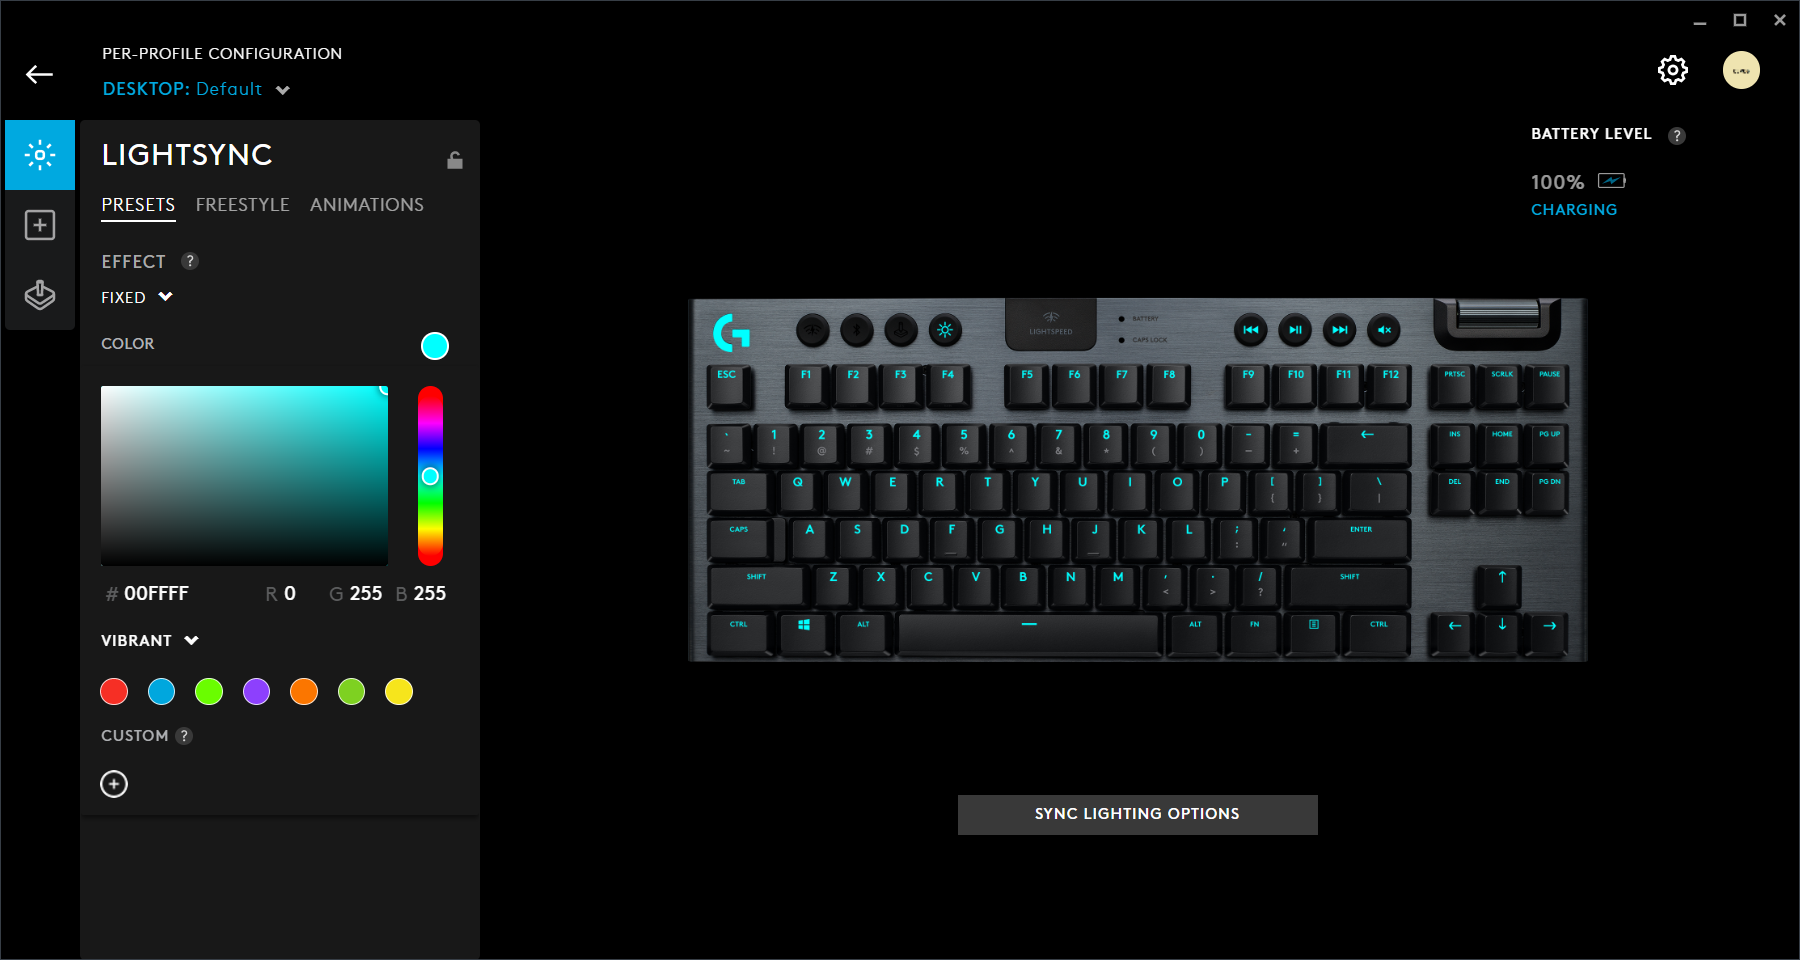 PER-PROFILE CONFIGURATION
DESKTOP: Default
LIGHTSYNC
PRESETS FREESTYLE ANIMATIONS
EFFECT ?
FIXED
COLOR
# 00FFFF R 0 G 255 B 255
VIBRANT
CUSTOM ?
BATTERY LEVEL ?
100%
CHARGING
LIGHTSPEED
BATTERY
CAPS LOCK
ESC F1 F2 F3 F4 F5 F6 F7 F8 F9 F10 F11 F12 PRTSC SCRLK PAUSE
` 1 2 3 4 5 6 7 8 9 0 - = ← INS HOME PG UP
~ ! @ # $ % ^ & * ( ) – +
TAB Q W E R T Y U I O P [ ] \ DEL END PG DN
{ } |
CAPS A S D F G H J K L ; ‘ ENTER
: “
SHIFT Z X C V B N M , . / SHIFT ↑
< > ?
CTRL ALT ALT FN CTRL ← ↓ →
SYNC LIGHTING OPTIONS